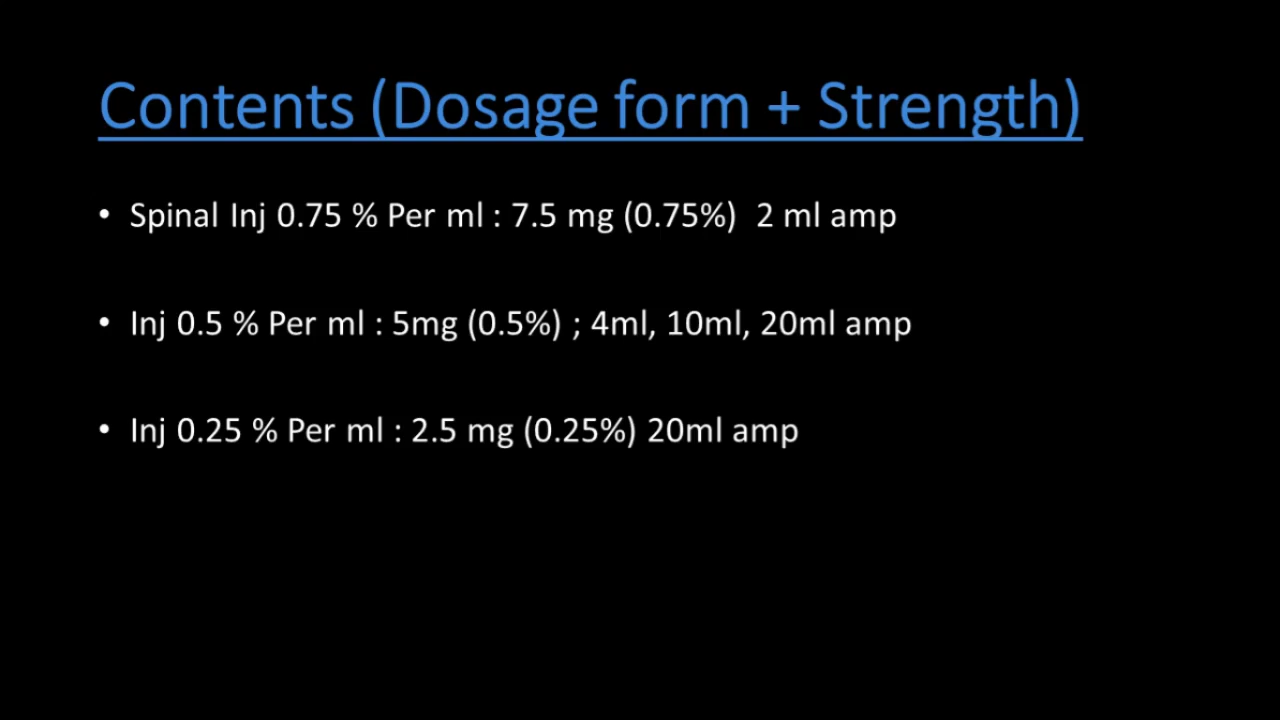 Contents (Dosage form + Strength)
• Spinal Inj 0.75 % Per ml : 7.5 mg (0.75%)  2 ml amp
• Inj 0.5 % Per ml : 5mg (0.5%) ; 4ml, 10ml, 20ml amp
• Inj 0.25 % Per ml : 2.5 mg (0.25%) 20ml amp